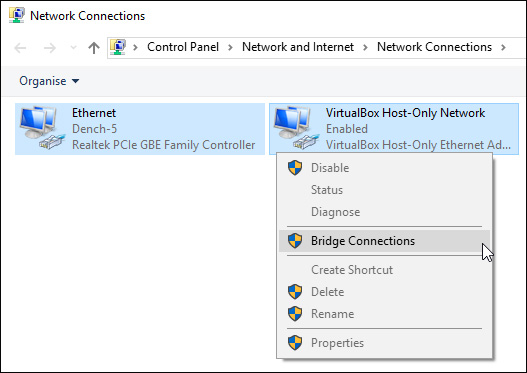 Network Connections
Control Panel > Network and Internet > Network Connections >
Organise
Ethernet
Dench-5
Realtek PCIe GBE Family Controller
VirtualBox Host-Only Network
Enabled
VirtualBox Host-Only Ethernet Ad...
Disable
Status
Diagnose
Bridge Connections
Create Shortcut
Delete
Rename
Properties